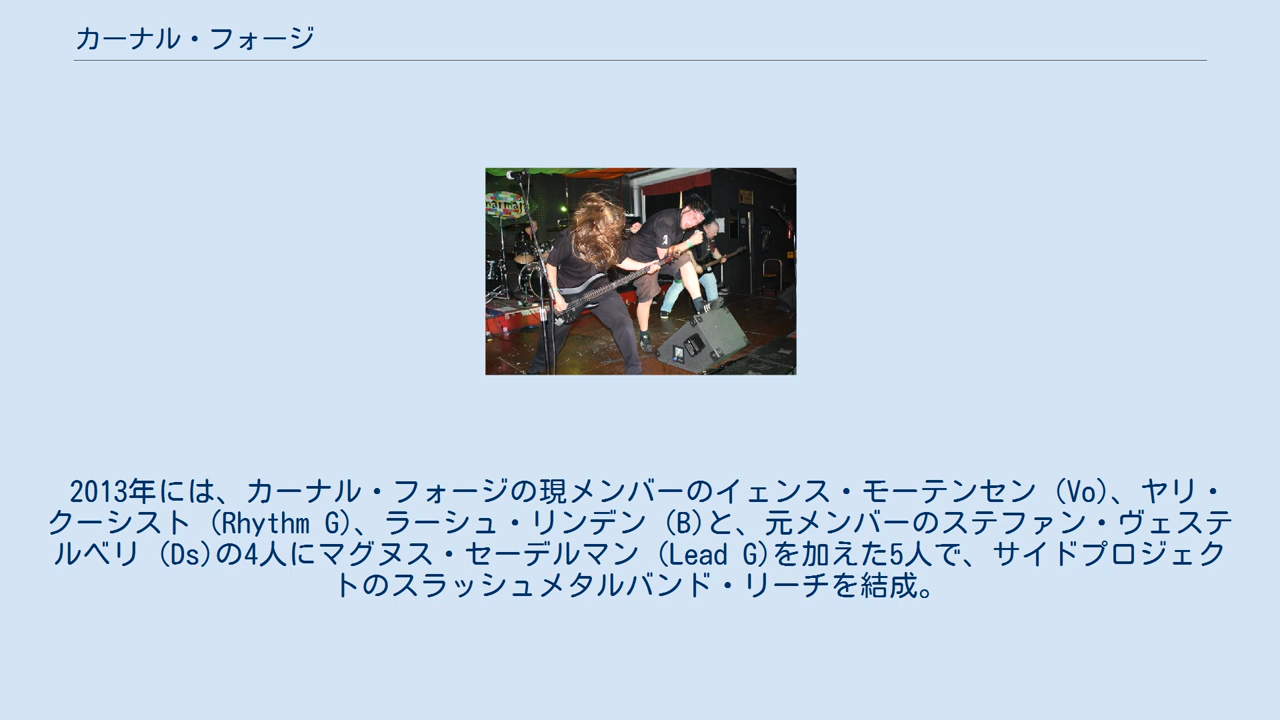 カーナル・フォージ
2013年には、カーナル・フォージの現メンバーのイェンス・モーテンセン (Vo)、ヤリ・
クーシスト (Rhythm G)、ラーシュ・リンデン (B)と、元メンバーのステファン・ヴェステ
ルベリ (Ds)の4人にマグヌス・セーデルマン (Lead G)を加えた5人で、サイドプロジェク
トのスラッシュメタルバンド・リーチを結成。